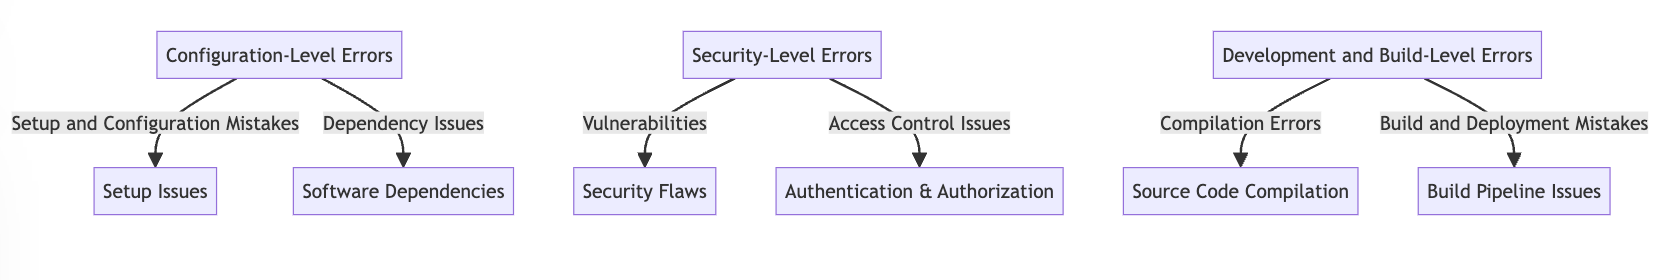 Configuration-Level Errors
Security-Level Errors
Development and Build-Level Errors
Setup and Configuration Mistakes
Dependency Issues
Vulnerabilities
Access Control Issues
Compilation Errors
Build and Deployment Mistakes
Setup Issues
Software Dependencies
Security Flaws
Authentication & Authorization
Source Code Compilation
Build Pipeline Issues